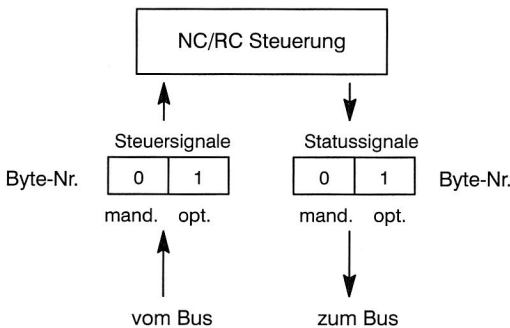 NC/RC Steuerung
Steuersignale Statussignale
Byte-Nr. 0 1 0 1 Byte-Nr.
mand. opt. mand. opt.
vom Bus zum Bus